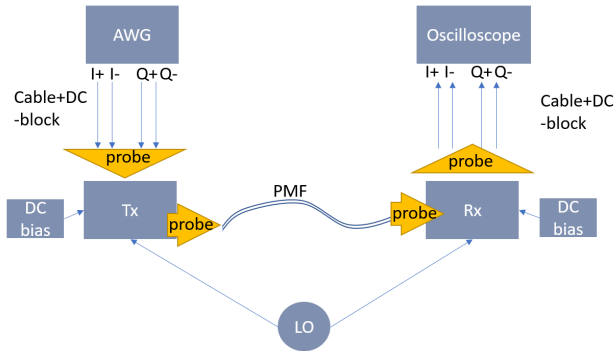 AWG
Oscilloscope
I+ I- Q+ Q-
I+ I- Q+ Q-
Cable+DC
-block
Cable+DC
-block
probe
probe
PMF
DC
bias
Tx
probe
probe
Rx
DC
bias
LO